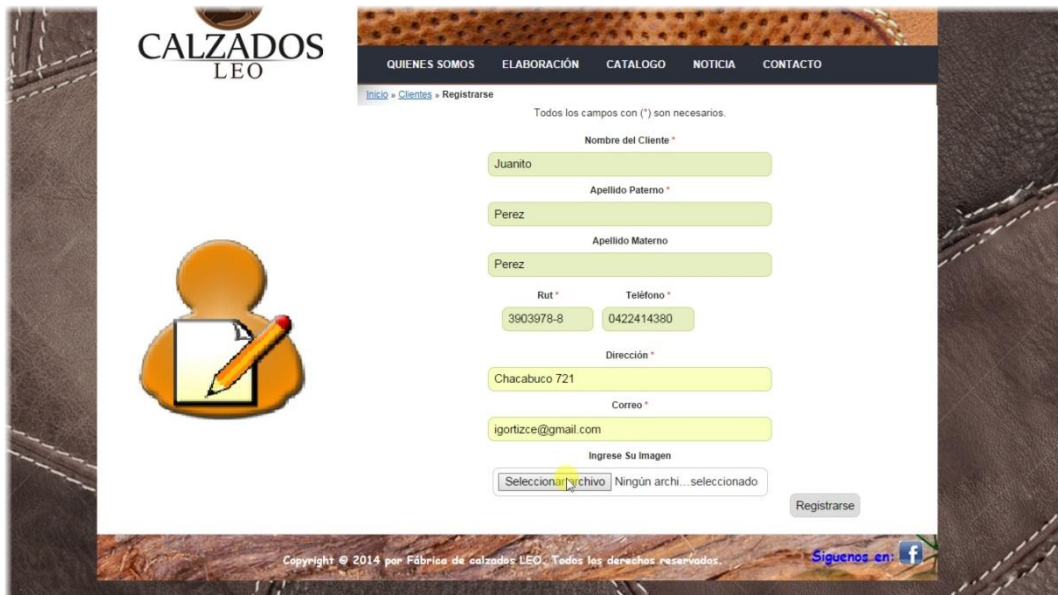 CALZADOS
LEO
QUIENES SOMOS ELABORACIÓN CATALOGO NOTICIA CONTACTO
Inicio » Clientes » Registrarse
Todos los campos con (*) son necesarios.
Nombre del Cliente *
Juanito
Apellido Paterno *
Perez
Apellido Materno
Perez
Rut * Teléfono *
3903978-8 0422414380
Dirección *
Chacabuco 721
Correo *
igortizce@gmail.com
Ingrese Su Imagen
Seleccionar archivo Ningún archi...seleccionado
Registrarse
Copyright © 2014 por Fábrica de calzados LEO. Todos los derechos reservados.
Siguenos en: f